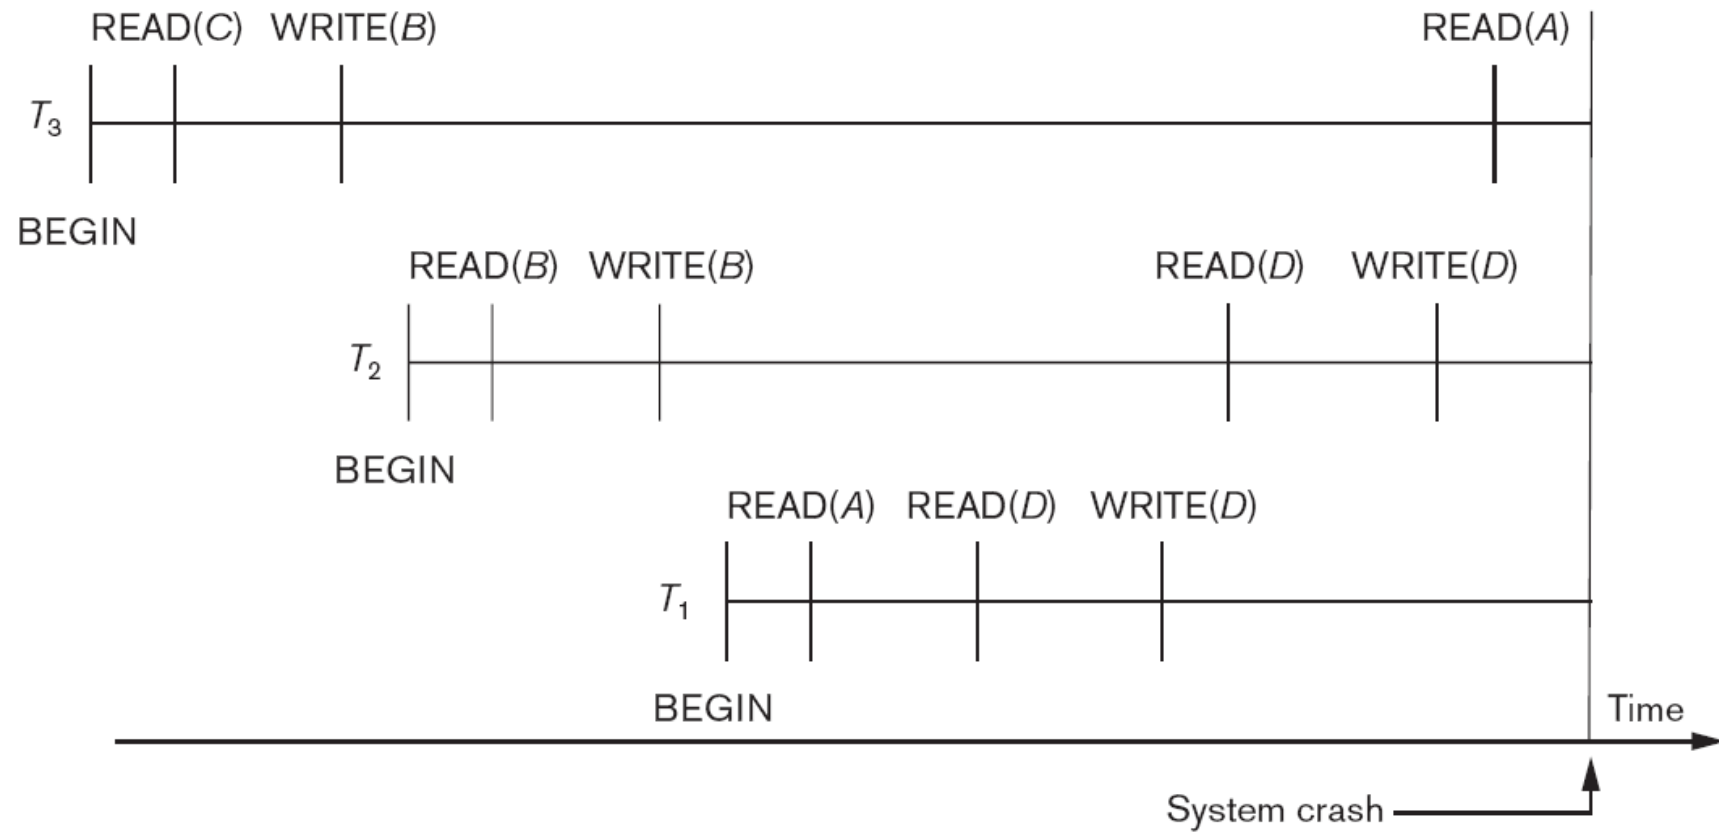 READ(C) WRITE(B) READ(A)
T3
BEGIN
READ(B) WRITE(B) READ(D) WRITE(D)
T2
BEGIN
READ(A) READ(D) WRITE(D)
T1
BEGIN
Time
System crash